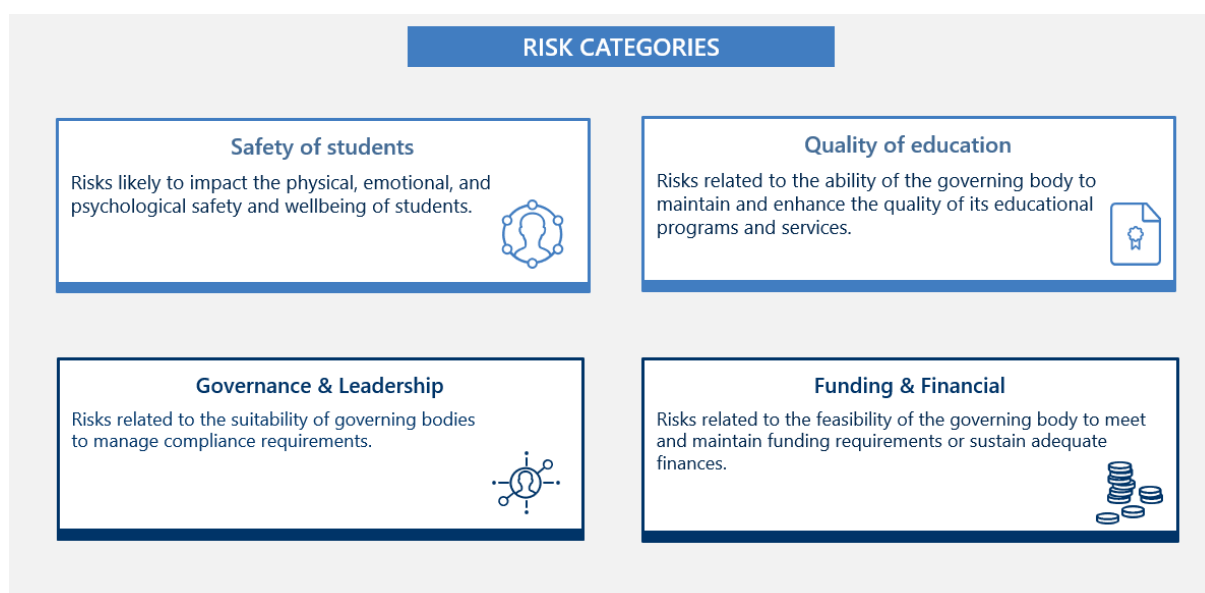 RISK CATEGORIES
Safety of students
Risks likely to impact the physical, emotional, and
psychological safety and wellbeing of students.
Quality of education
Risks related to the ability of the governing body to
maintain and enhance the quality of its educational
programs and services.
Governance & Leadership
Risks related to the suitability of governing bodies
to manage compliance requirements.
Funding & Financial
Risks related to the feasibility of the governing body to meet
and maintain funding requirements or sustain adequate
finances.